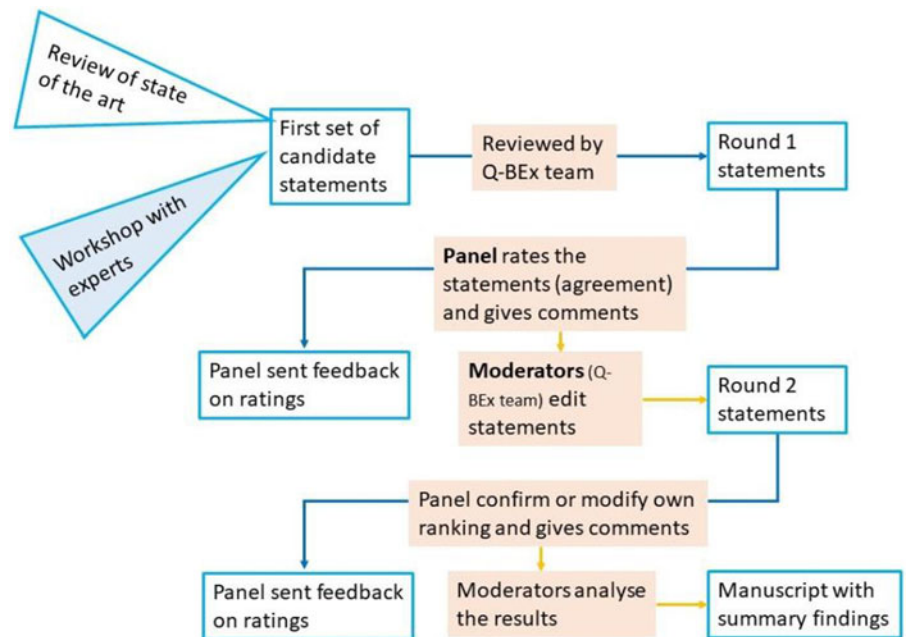 Review of state
of the art
Workshop with
experts
First set of
candidate
statements
Reviewed by
Q-BEx team
Round 1
statements
Panel rates the
statements (agreement)
and gives comments
Panel sent feedback
on ratings
Moderators (Q-
BEx team) edit
statements
Round 2
statements
Panel confirm or modify own
ranking and gives comments
Panel sent feedback
on ratings
Moderators analyse
the results
Manuscript with
summary findings